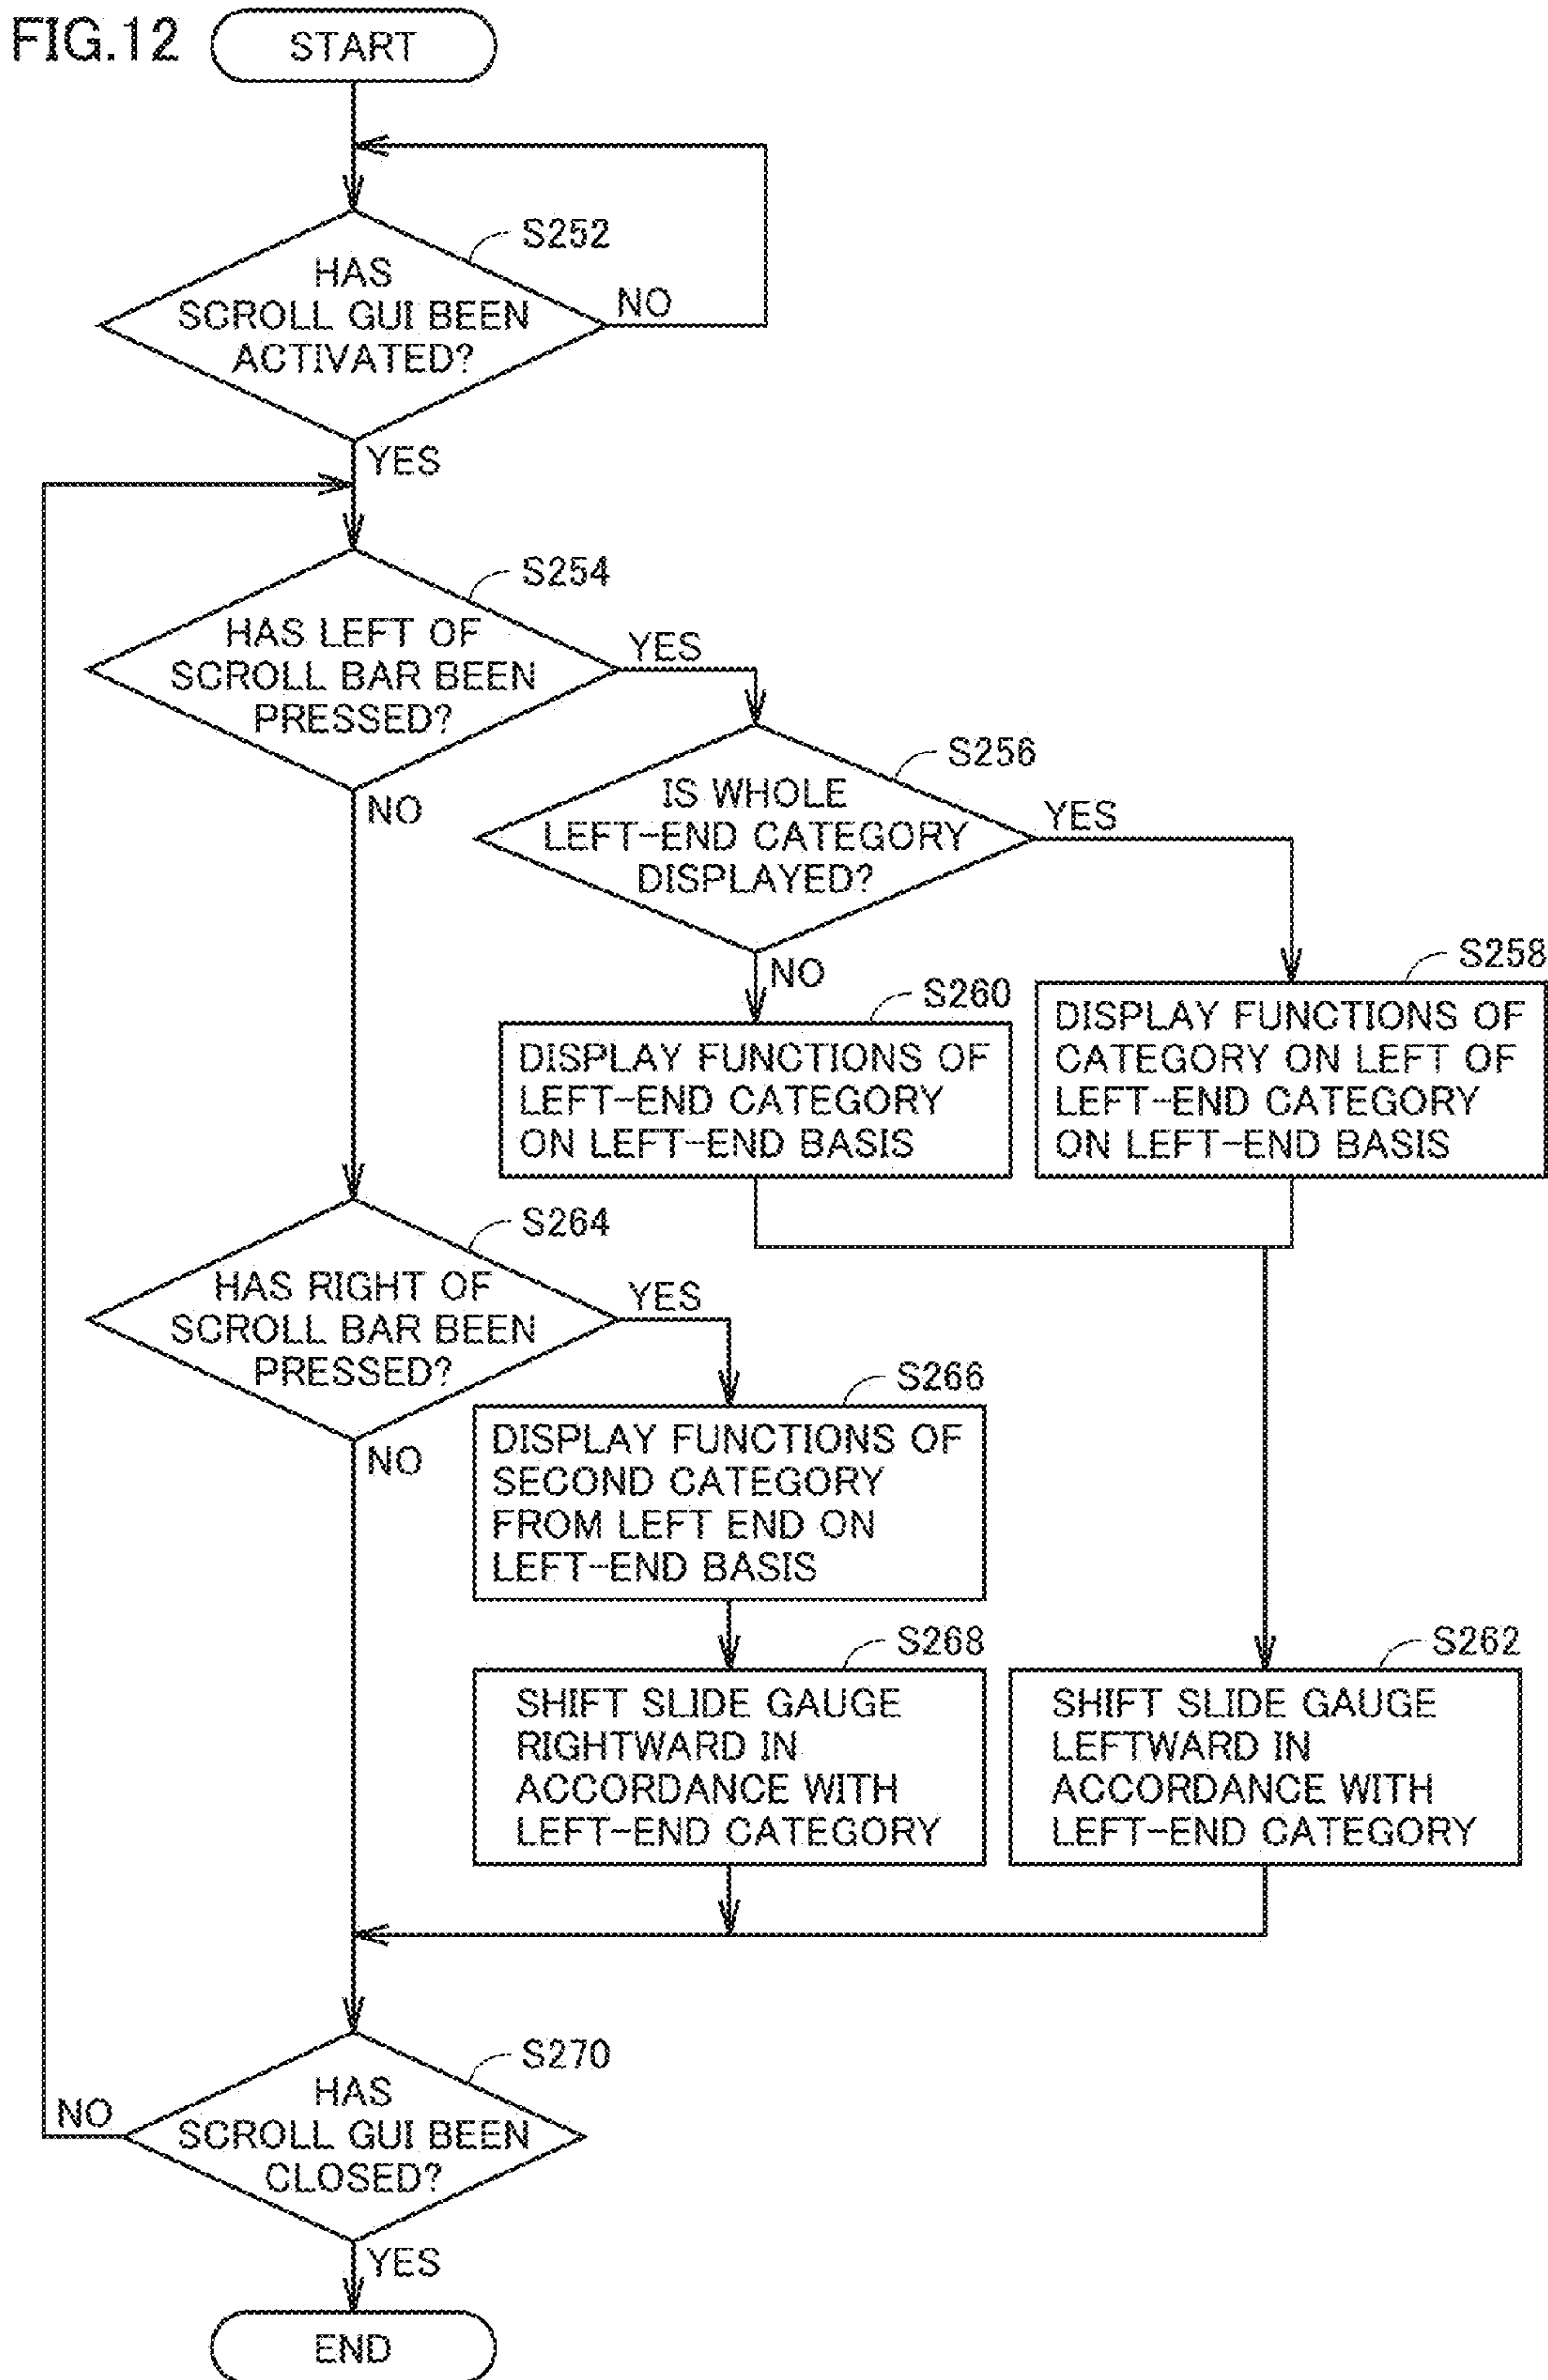 FIG.12
START
S252
HAS
SCROLL GUI BEEN
ACTIVATED?
NO
YES
S254
HAS LEFT OF
SCROLL BAR BEEN
PRESSED?
YES
NO
S256
IS WHOLE
LEFT-END CATEGORY
DISPLAYED?
YES
NO
S258
DISPLAY FUNCTIONS OF
CATEGORY ON LEFT OF
LEFT-END CATEGORY
ON LEFT-END BASIS
S260
DISPLAY FUNCTIONS OF
LEFT-END CATEGORY
ON LEFT-END BASIS
S264
HAS RIGHT OF
SCROLL BAR BEEN
PRESSED?
YES
NO
S266
DISPLAY FUNCTIONS OF
SECOND CATEGORY
FROM LEFT END ON
LEFT-END BASIS
S268
SHIFT SLIDE GAUGE
RIGHTWARD IN
ACCORDANCE WITH
LEFT-END CATEGORY
S262
SHIFT SLIDE GAUGE
LEFTWARD IN
ACCORDANCE WITH
LEFT-END CATEGORY
S270
HAS
SCROLL GUI BEEN
CLOSED?
NO
YES
END